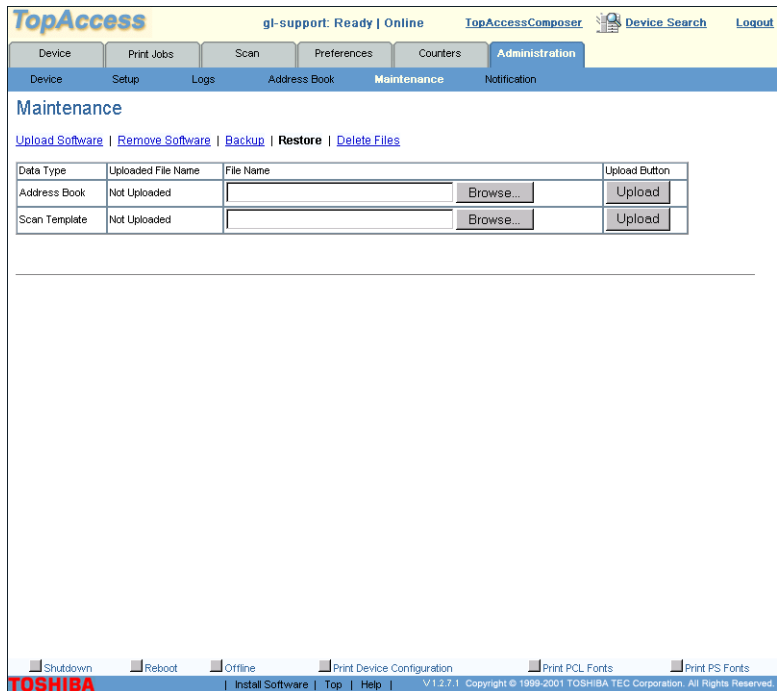 TopAccess gl-support: Ready | Online TopAccessComposer Device Search Logout
Device Print Jobs Scan Preferences Counters Administration
Device Setup Logs Address Book Maintenance Notification
Maintenance
Upload Software | Remove Software | Backup | Restore | Delete Files
Data Type Uploaded File Name File Name Upload Button
Address Book Not Uploaded Browse... Upload
Scan Template Not Uploaded Browse... Upload
Shutdown Reboot Offline Print Device Configuration Print PCL Fonts Print PS Fonts
TOSHIBA | Install Software | Top | Help | V1.2.7.1 Copyright © 1999-2001 TOSHIBA TEC Corporation. All Rights Reserved.